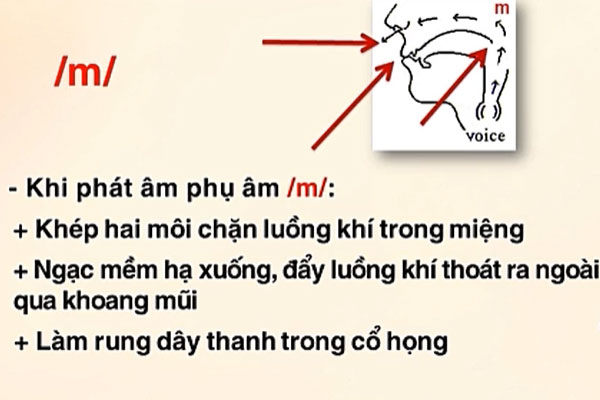 m
/m/
voice
- Khi phát âm phụ âm /m/:
+ Khép hai môi chặn luồng khí trong miệng
+ Ngạc mềm hạ xuống, đẩy luồng khí thoát ra ngoài
qua khoang mũi
+ Làm rung dây thanh trong cổ họng